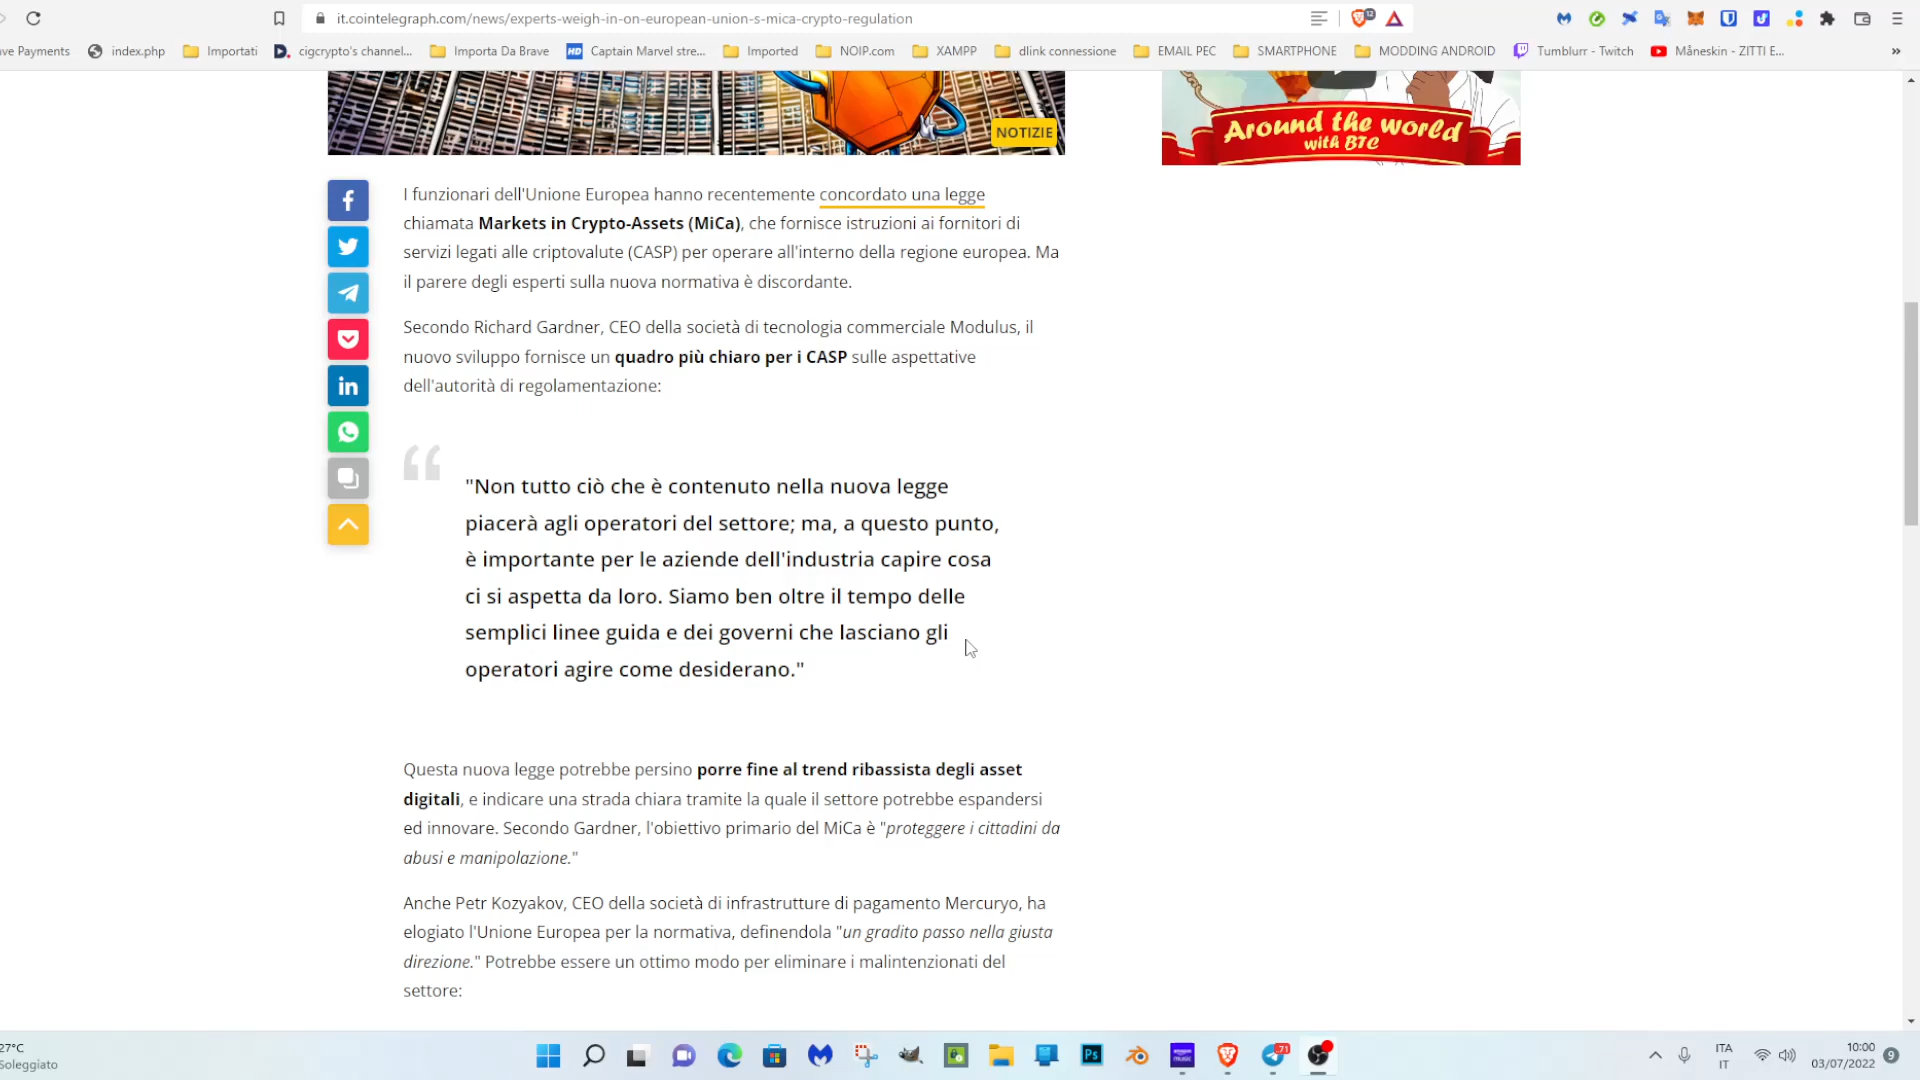 it.cointelegraph.com/news/experts-weigh-in-on-european-union-s-mica-crypto-regulation
12
ve Payments
index.php
Importati
D.
cigcrypto's channel...
Importa Da Brave
HD
Captain Marvel stre...
Imported
NOIP.com
XAMPP
dlink connessione
EMAIL PEC
SMARTPHONE
MODDING ANDROID
Tumblurr - Twitch
Måneskin - ZITTI E...
»
NOTIZIE
Around the world
with BTC
I funzionari dell'Unione Europea hanno recentemente concordato una legge
chiamata Markets in Crypto-Assets (MiCa), che fornisce istruzioni ai fornitori di
servizi legati alle criptovalute (CASP) per operare all'interno della regione europea. Ma
il parere degli esperti sulla nuova normativa è discordante.
Secondo Richard Gardner, CEO della società di tecnologia commerciale Modulus, il
nuovo sviluppo fornisce un quadro più chiaro per i CASP sulle aspettative
dell'autorità di regolamentazione:
"Non tutto ciò che è contenuto nella nuova legge
piacerà agli operatori del settore; ma, a questo punto,
è importante per le aziende dell'industria capire cosa
ci si aspetta da loro. Siamo ben oltre il tempo delle
semplici linee guida e dei governi che lasciano gli
operatori agire come desiderano."
Questa nuova legge potrebbe persino porre fine al trend ribassista degli asset
digitali, e indicare una strada chiara tramite la quale il settore potrebbe espandersi
ed innovare. Secondo Gardner, l'obiettivo primario del MiCa è "proteggere i cittadini da
abusi e manipolazione."
Anche Petr Kozyakov, CEO della società di infrastrutture di pagamento Mercuryo, ha
elogiato l'Unione Europea per la normativa, definendola "un gradito passo nella giusta
direzione." Potrebbe essere un ottimo modo per eliminare i malintenzionati del
settore:
27°C
Soleggiato
Ps
71
ITA
IT
10:00
03/07/2022
9